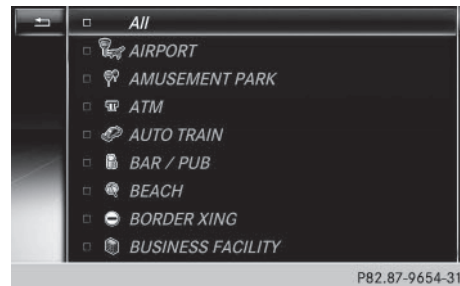 All
AIRPORT
AMUSEMENT PARK
ATM
AUTO TRAIN
BAR / PUB
BEACH
BORDER XING
BUSINESS FACILITY
P82.87-9654-31